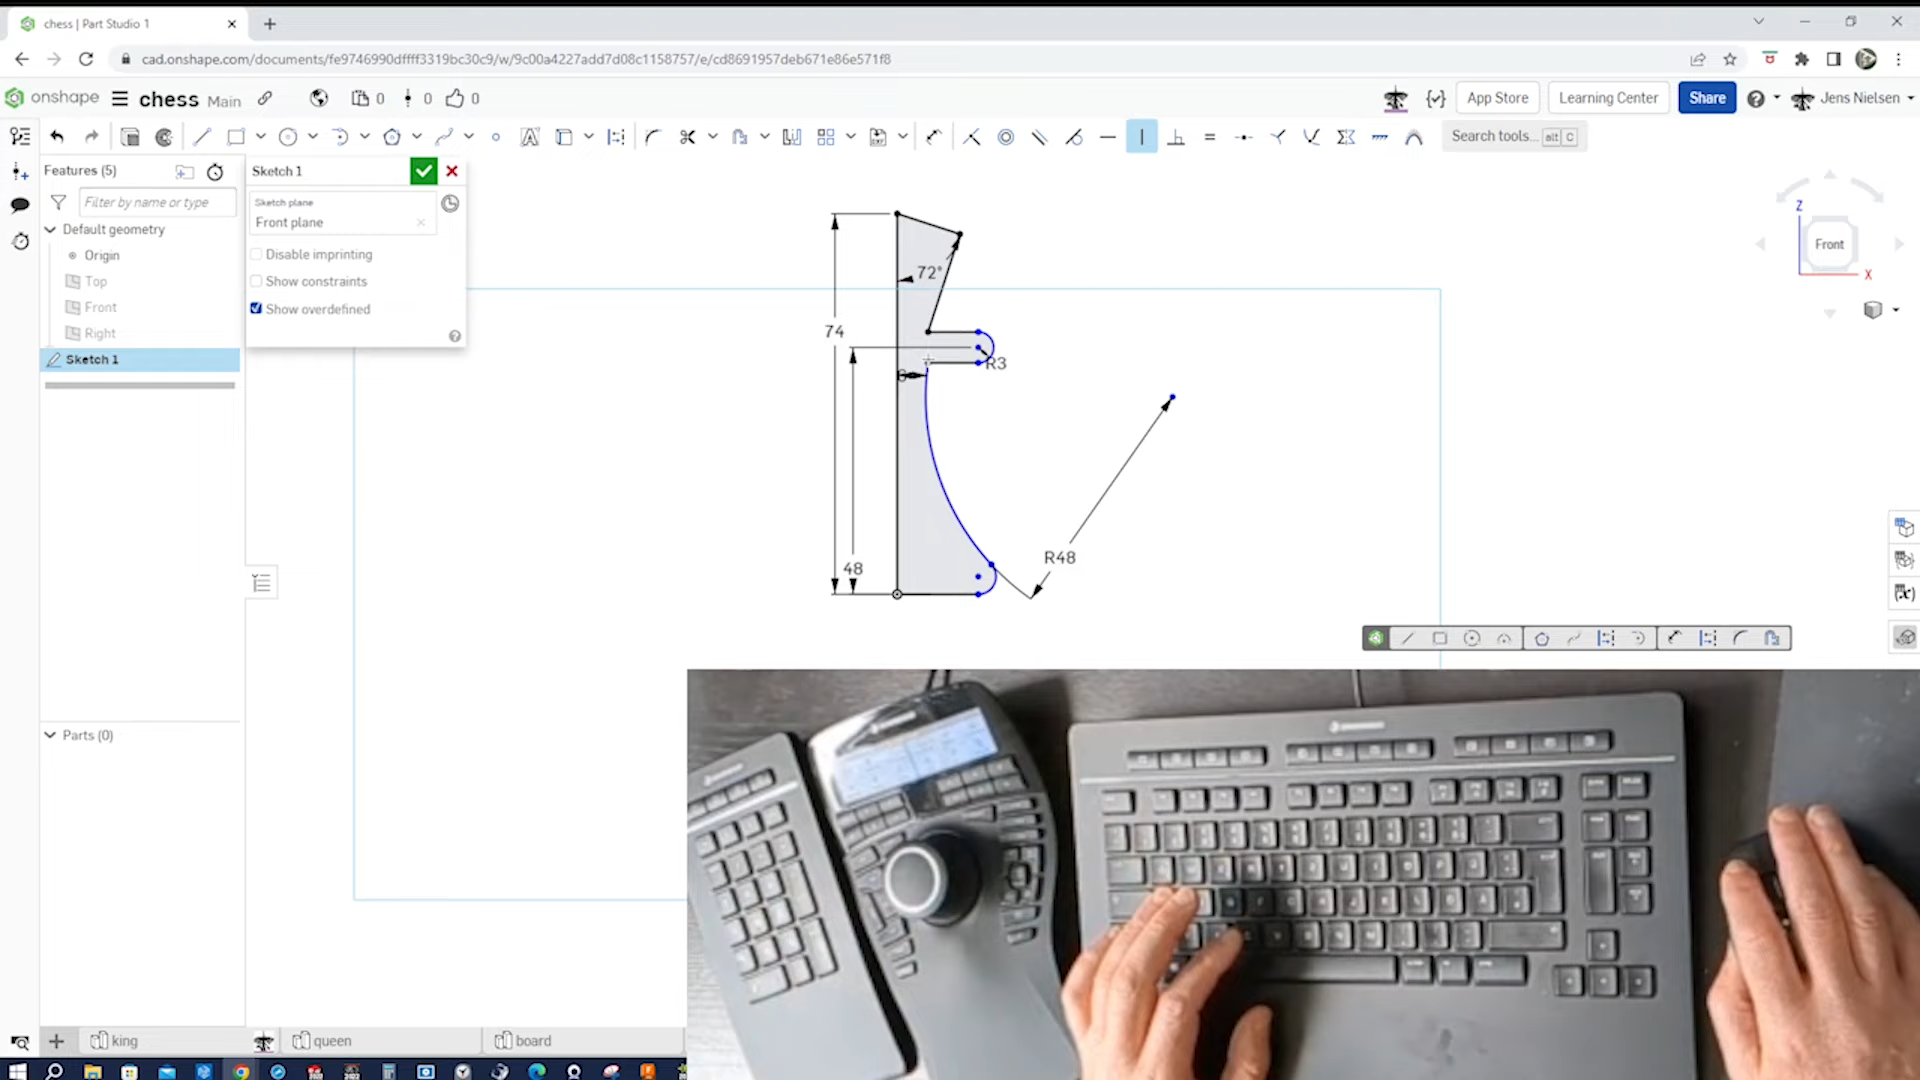 chess | Part Studio 1
cad.onshape.com/documents/fe9746990dffff3319bc30c9/w/9c00a4227add7d08c1158757/e/cd8691957deb671e86e571f8
onshape chess Main 0 0 0 App Store Learning Center Share Jens Nielsen
Search tools... alt C
Features (5)
Filter by name or type
Default geometry
Origin
Top
Front
Right
Sketch 1
Parts (0)
Sketch 1
Sketch plane
Front plane
Disable imprinting
Show constraints
Show overdefined
72°
74
R3
48
R48
Z
Front
X
king queen board